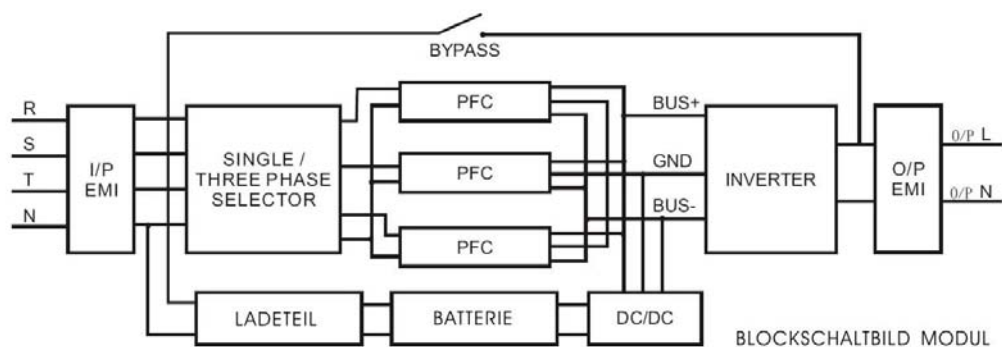 BYPASS
R
S
T
N
I/P
EMI
SINGLE /
THREE PHASE
SELECTOR
PFC
PFC
PFC
BUS+
GND
BUS-
INVERTER
O/P
EMI
O/P L
O/P N
LADETEIL
BATTERIE
DC/DC
BLOCKSCHALTBILD MODUL